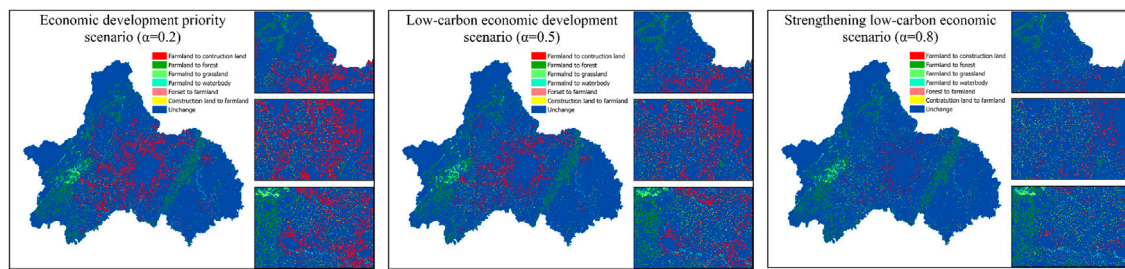 Economic development priority
scenario (α=0.2)
Farmland to contruction land
Farmland to forest
Farmalnd to grassland
Farmalnd to waterbody
Forset to farmland
Construction land to farmland
Unchange
Low-carbon economic development
scenario (α=0.5)
Farmland to construction land
Farmland to forest
Farmland to grassland
Farmland to waterbody
Forest to farmland
Construction land to farmland
Unchange
Strengthening low-carbon economic
scenario (α=0.8)
Farmland to construction land
Farmland to forest
Farmland to grassland
Farmland to waterbody
Forest to farmland
Contratution land to farmland
Unchange